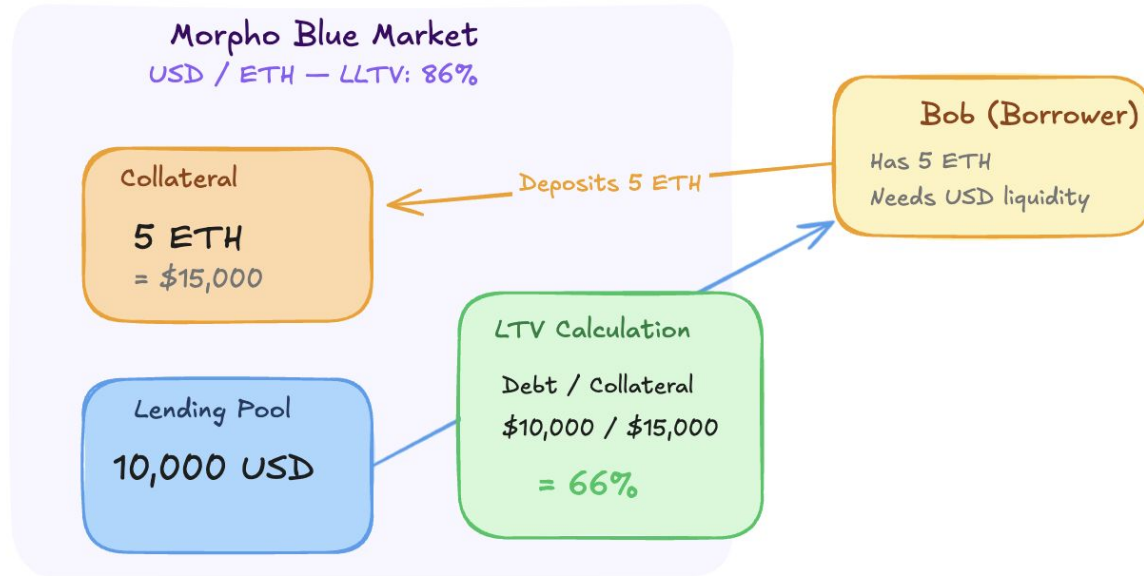 Morpho Blue Market
USD / ETH — LLTV: 86%
Collateral
5 ETH
= $15,000
Deposits 5 ETH
Bob (Borrower)
Has 5 ETH
Needs USD liquidity
Lending Pool
10,000 USD
LTV Calculation
Debt / Collateral
$10,000 / $15,000
= 66%